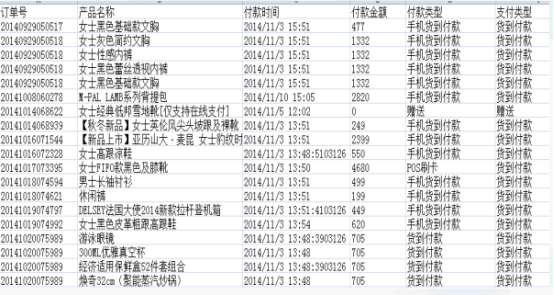 订单号 产品名称 付款时间 付款金额 付款类型 支付类型
20140929050517 女士黑色基础款文胸 2014/11/3 15:51 477 手机货到付款 货到付款
20140929050518 女士灰色简约文胸 2014/11/3 15:51 1332 手机货到付款 货到付款
20140929050518 女士性感内裤 2014/11/3 15:51 1332 手机货到付款 货到付款
20140929050518 女士黑色蕾丝透视内裤 2014/11/3 15:51 1332 手机货到付款 货到付款
20140929050518 女士黑色基础款文胸 2014/11/3 15:51 1332 手机货到付款 货到付款
20141008060278 M-PAL LAMB系列背提包 2014/11/10 15:05 2820 手机货到付款 货到付款
20141014068622 女士经典低邦雪地靴[仅支持在线支付] 2014/11/5 12:02 0 赠送 赠送
20141014068939 【秋冬新品】女士英伦风尖头坡跟及裸靴 2014/11/3 13:51 249 手机货到付款 货到付款
20141016071544 【新品上市】亚历山大·麦昆 女士豹纹时 2014/11/3 13:51 2399 手机货到付款 货到付款
20141016072328 女士高跟凉鞋 2014/11/3 13:48:5103126 550 手机货到付款 货到付款
20141017073395 女士FIFO款黑色及膝靴 2014/11/3 13:50 4680 POS刷卡 货到付款
20141018074594 男士长袖衬衫 2014/11/3 13:51 499 手机货到付款 货到付款
20141018074621 休闲裤 2014/11/3 13:51 199 手机货到付款 货到付款
20141019074797 DELSEY法国大使2014新款拉杆登机箱 2014/11/3 13:51:4103126 449 手机货到付款 货到付款
20141019074992 女士黑色皮革粗跟高跟鞋 2014/11/3 13:54 620 手机货到付款 货到付款
20141020075989 游泳眼镜 2014/11/3 13:48:3903126 705 货到付款 货到付款
20141020075989 300ML优雅真空杯 2014/11/3 13:48 705 货到付款 货到付款
20141020075989 经济适用保鲜盒52件套组合 2014/11/3 13:48:3903126 705 货到付款 货到付款
20141020075989 焕奇32cm（聚能蒸汽炒锅） 2014/11/3 13:48 705 货到付款 货到付款